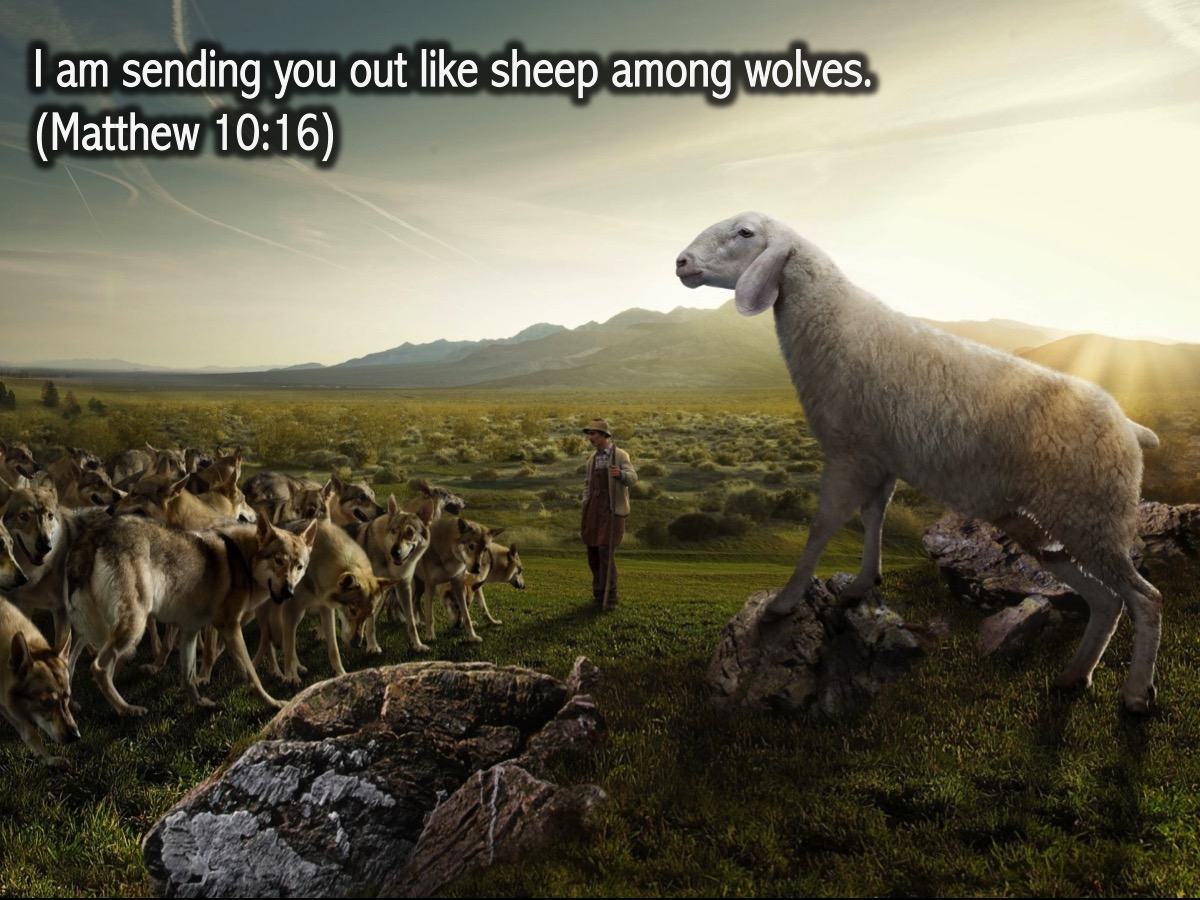 I am sending you out like sheep among wolves.
(Matthew 10:16)